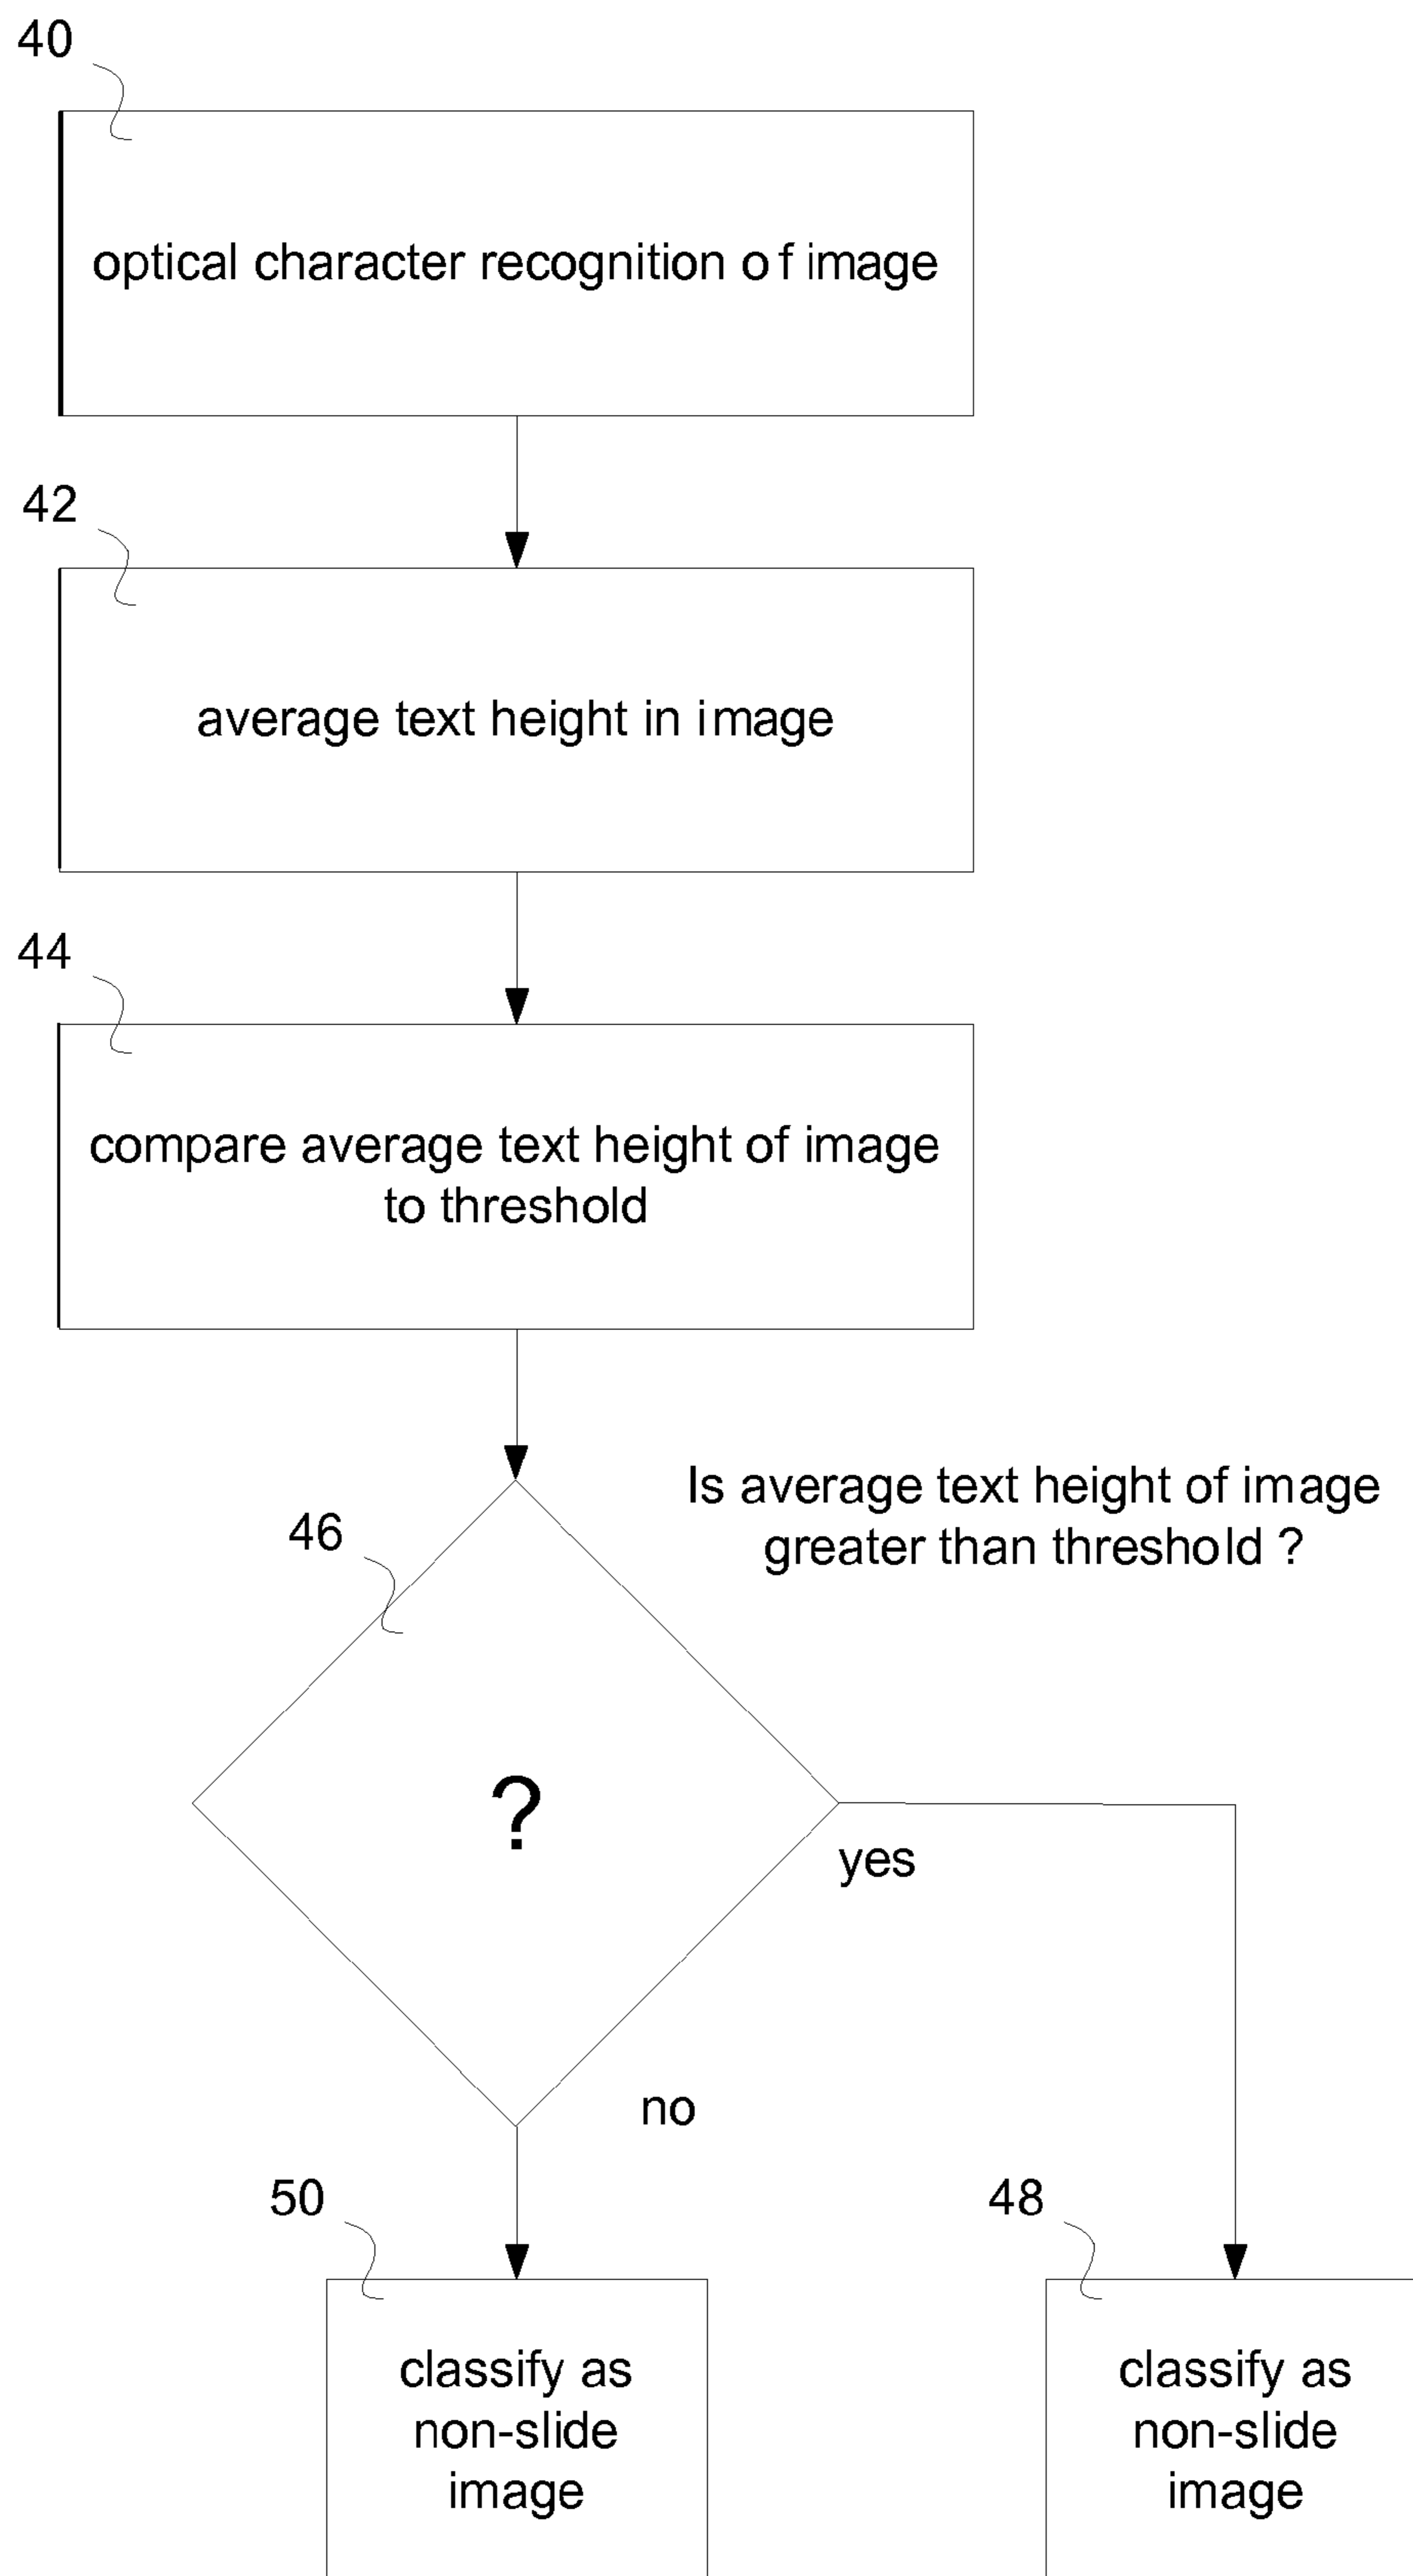 40
optical character recognition of image
42
average text height in image
44
compare average text height of image
to threshold
Is average text height of image
greater than threshold ?
46
?
yes
no
50
48
classify as
non-slide
image
classify as
non-slide
image